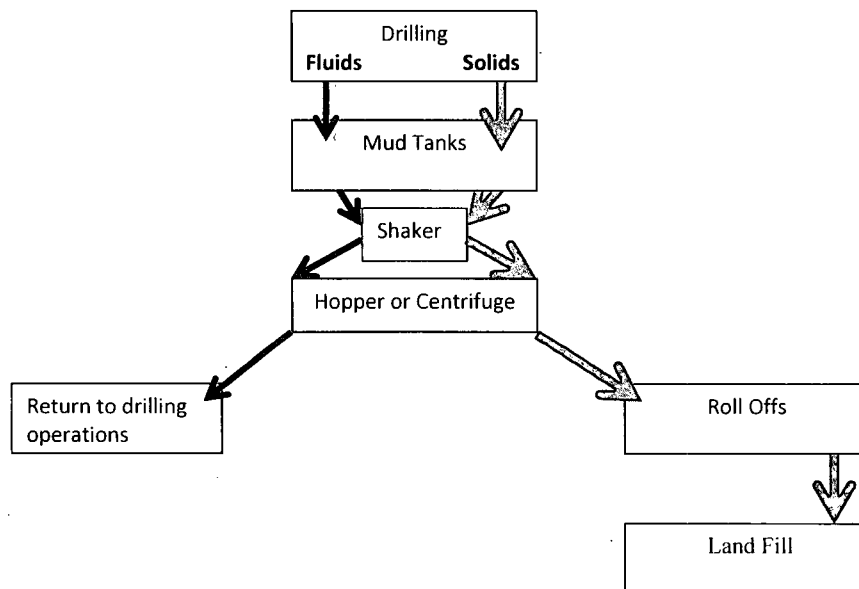 Drilling
Fluids Solids
Mud Tanks
Shaker
Hopper or Centrifuge
Return to drilling
operations
Roll Offs
Land Fill